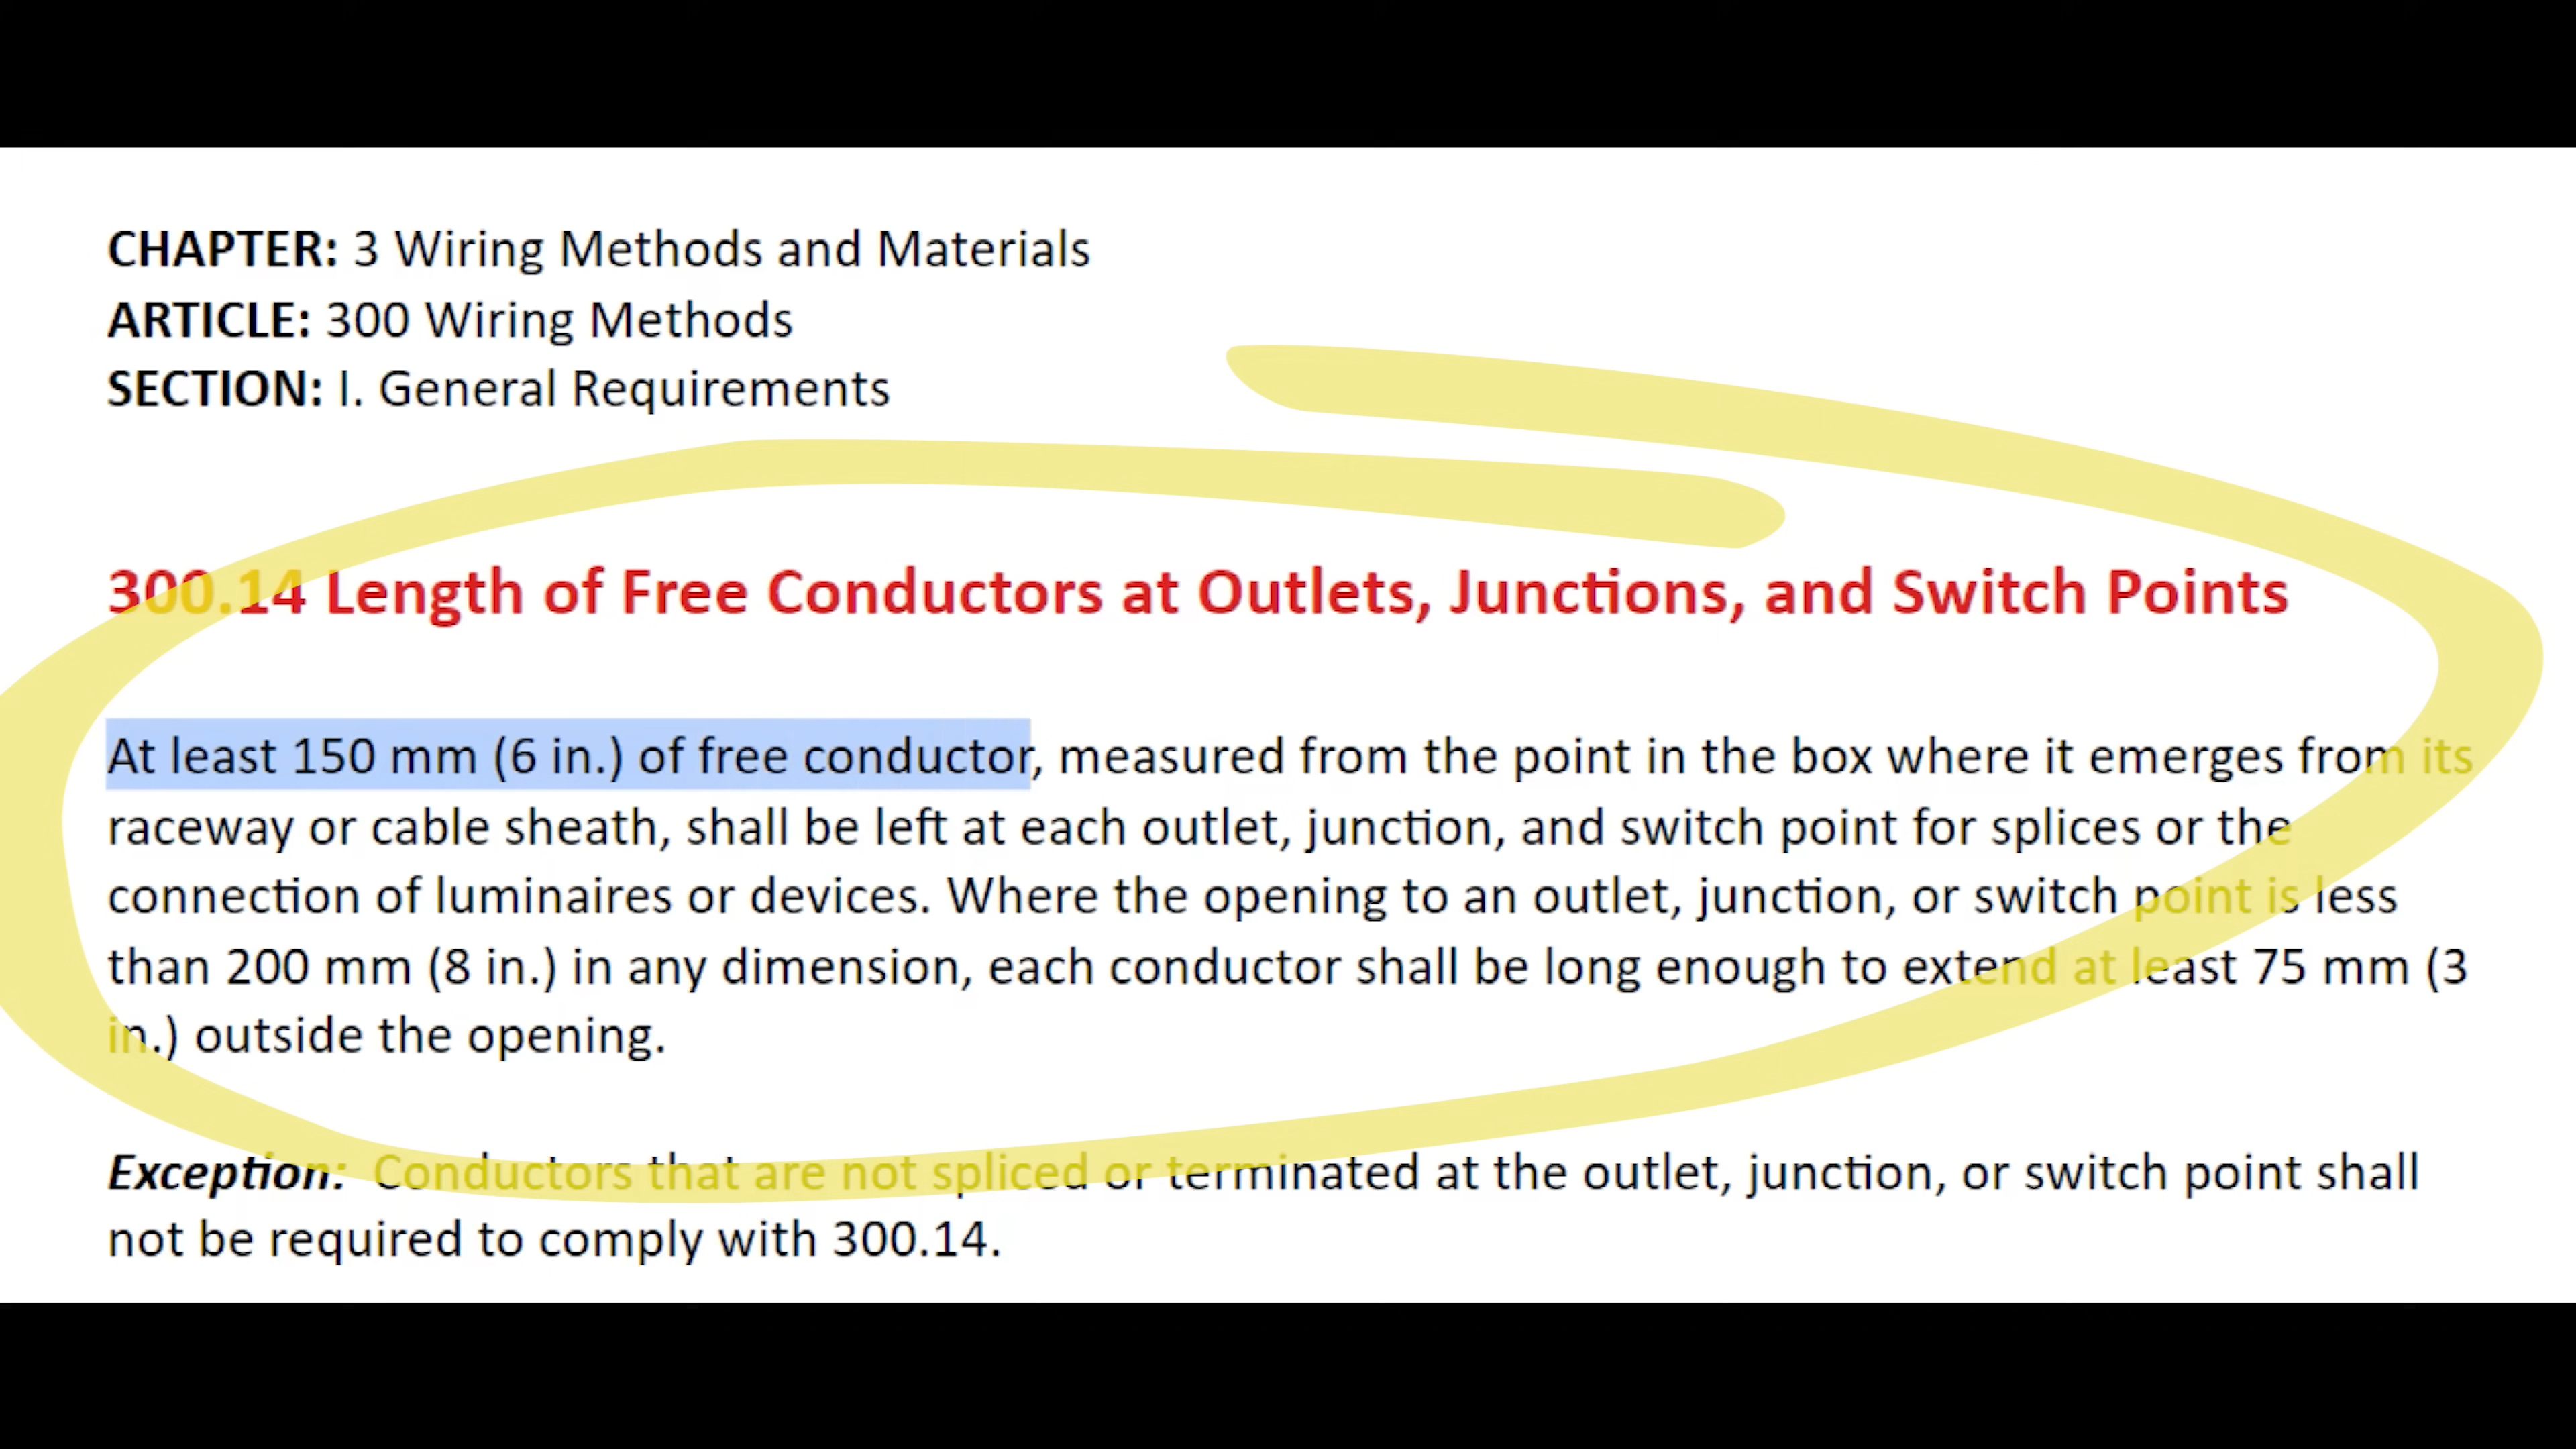 CHAPTER: 3 Wiring Methods and Materials
ARTICLE: 300 Wiring Methods
SECTION: I. General Requirements
300.14 Length of Free Conductors at Outlets, Junctions, and Switch Points
At least 150 mm (6 in.) of free conductor, measured from the point in the box where it emerges from its
raceway or cable sheath, shall be left at each outlet, junction, and switch point for splices or the
connection of luminaires or devices. Where the opening to an outlet, junction, or switch point is less
than 200 mm (8 in.) in any dimension, each conductor shall be long enough to extend at least 75 mm (3
in.) outside the opening.
Exception: Conductors that are not spliced or terminated at the outlet, junction, or switch point shall
not be required to comply with 300.14.